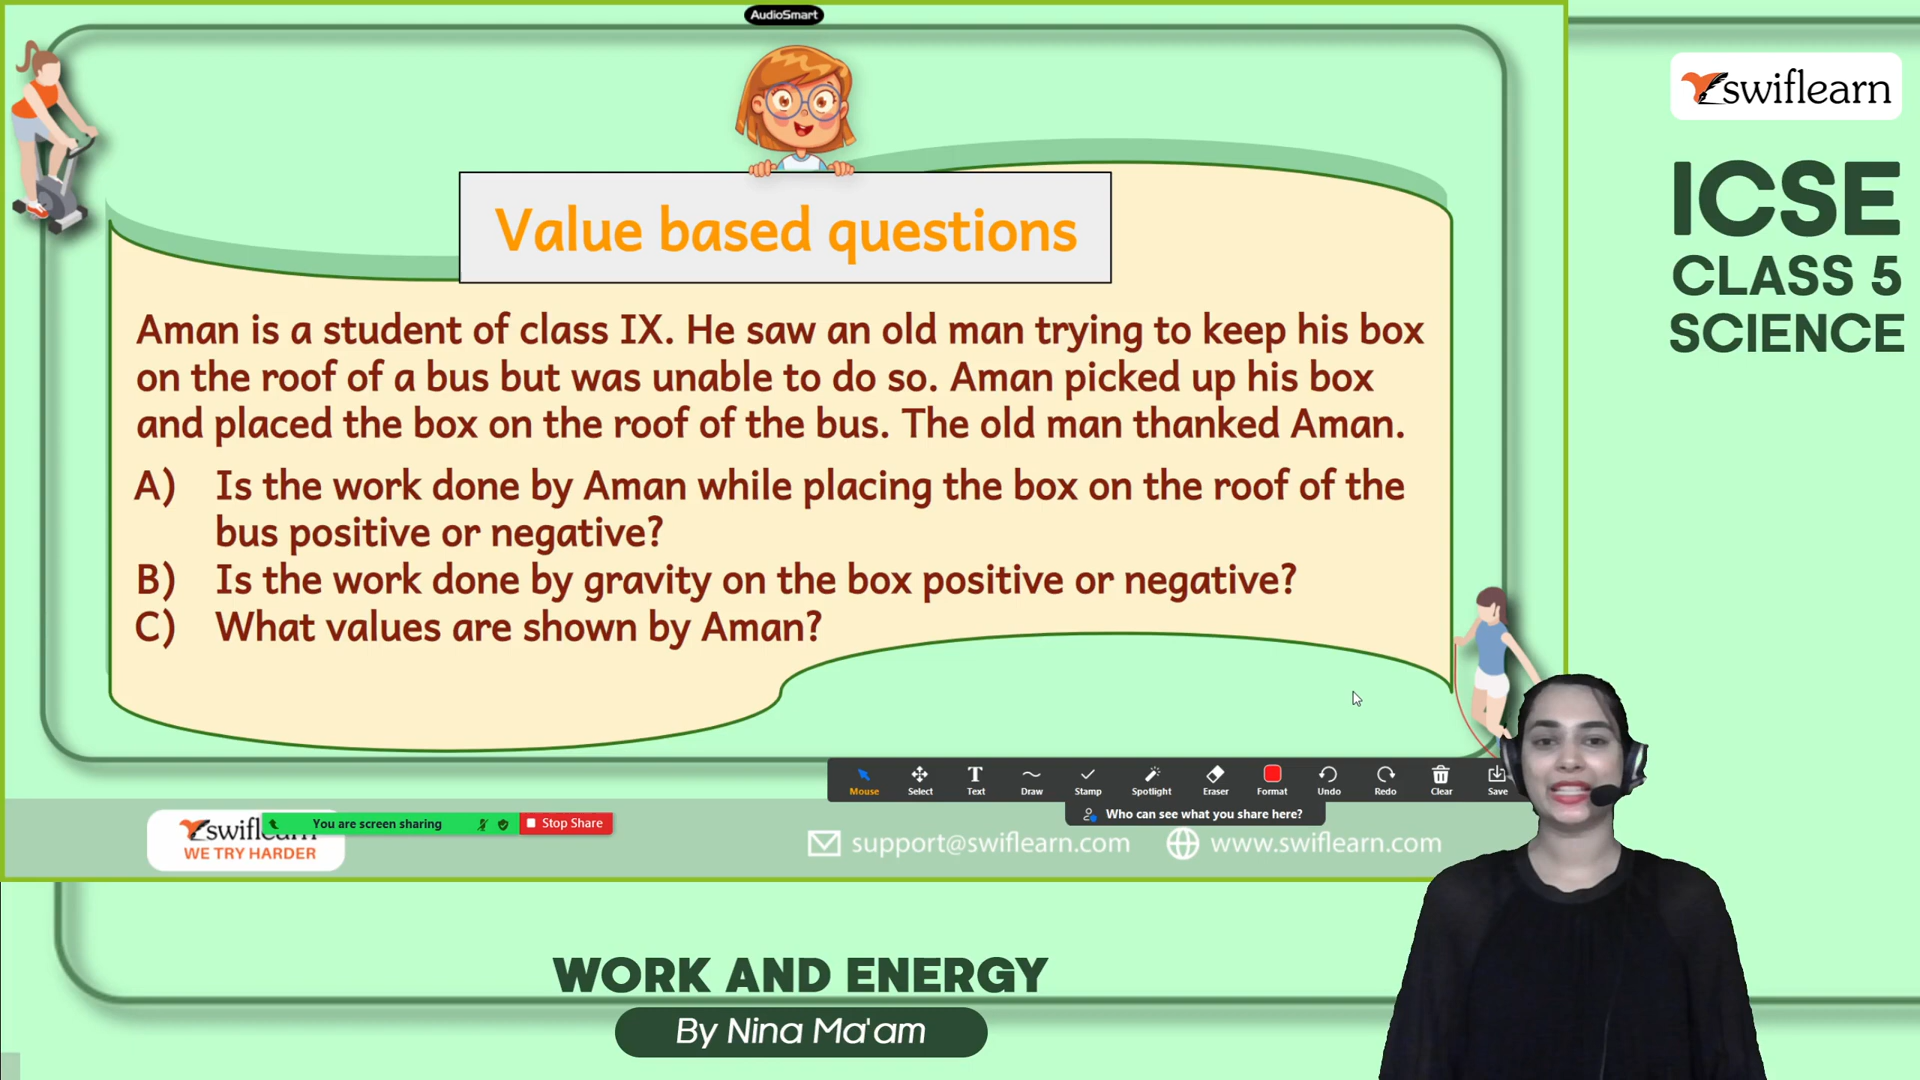 AudioSmart
swiflearn
ICSE
CLASS 5
SCIENCE
Value based questions
Aman is a student of class IX. He saw an old man trying to keep his box
on the roof of a bus but was unable to do so. Aman picked up his box
and placed the box on the roof of the bus. The old man thanked Aman.
A) Is the work done by Aman while placing the box on the roof of the
bus positive or negative?
B) Is the work done by gravity on the box positive or negative?
C) What values are shown by Aman?
Mouse Select Text Draw Stamp Spotlight Eraser Format Undo Redo Clear Save
Who can see what you share here?
You are screen sharing Stop Share
WE TRY HARDER
support@swiflearn.com www.swiflearn.com
WORK AND ENERGY
By Nina Ma'am